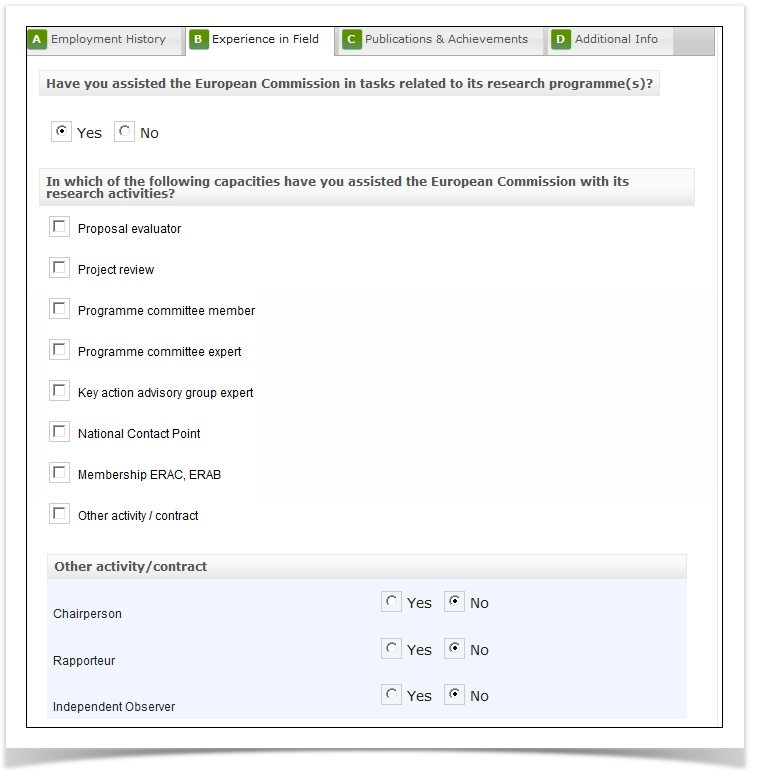 A Employment History B Experience in Field C Publications & Achievements D Additional Info
Have you assisted the European Commission in tasks related to its research programme(s)?
Yes No
In which of the following capacities have you assisted the European Commission with its
research activities?
Proposal evaluator
Project review
Programme committee member
Programme committee expert
Key action advisory group expert
National Contact Point
Membership ERAC, ERAB
Other activity / contract
Other activity/contract
Chairperson Yes No
Rapporteur Yes No
Independent Observer Yes No